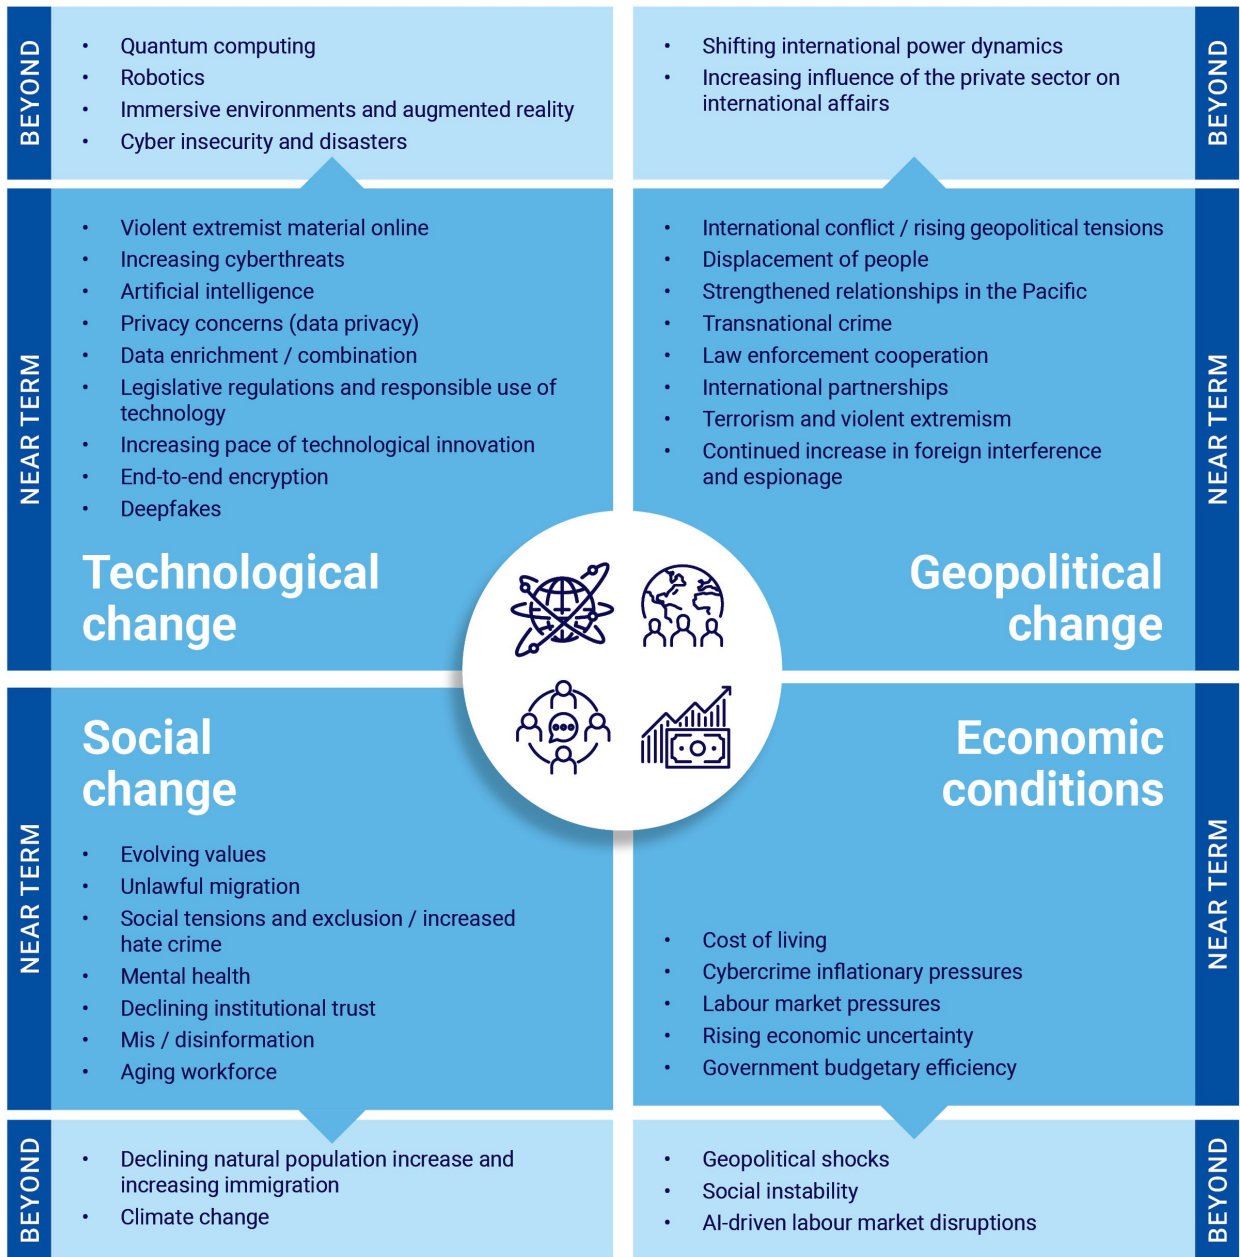 BEYOND
• Quantum computing
• Robotics
• Immersive environments and augmented reality
• Cyber insecurity and disasters
BEYOND
• Shifting international power dynamics
• Increasing influence of the private sector on
international affairs
NEAR TERM
• Violent extremist material online
• Increasing cyberthreats
• Artificial intelligence
• Privacy concerns (data privacy)
• Data enrichment / combination
• Legislative regulations and responsible use of
technology
• Increasing pace of technological innovation
• End-to-end encryption
• Deepfakes
Technological
change
NEAR TERM
• International conflict / rising geopolitical tensions
• Displacement of people
• Strengthened relationships in the Pacific
• Transnational crime
• Law enforcement cooperation
• International partnerships
• Terrorism and violent extremism
• Continued increase in foreign interference
and espionage
Geopolitical
change
NEAR TERM
Social
change
• Evolving values
• Unlawful migration
• Social tensions and exclusion / increased
hate crime
• Mental health
• Declining institutional trust
• Mis / disinformation
• Aging workforce
NEAR TERM
Economic
conditions
• Cost of living
• Cybercrime inflationary pressures
• Labour market pressures
• Rising economic uncertainty
• Government budgetary efficiency
BEYOND
• Declining natural population increase and
increasing immigration
• Climate change
BEYOND
• Geopolitical shocks
• Social instability
• AI-driven labour market disruptions